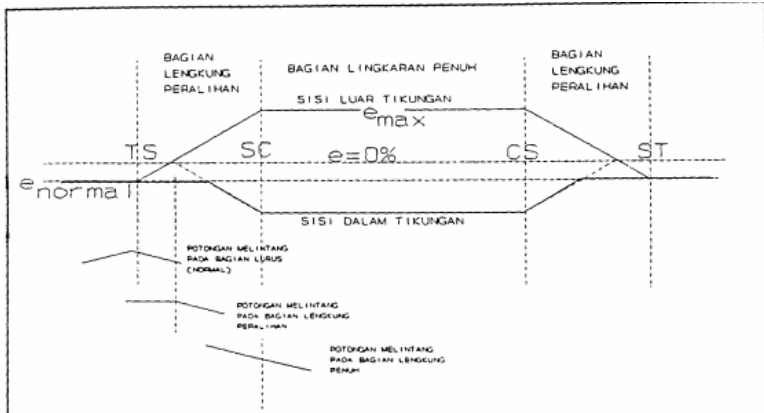 BAGIAN
LENGKUNG
PERALIHAN
BAGIAN LINGKARAN PENUH
BAGIAN
LENGKUNG
PERALIHAN
SISI LUAR TIKUNGAN
e max
TS
SC
e=0%
CS
ST
e normal
SISI DALAM TIKUNGAN
POTONGAN MELINTANG
PADA BAGIAN LURUS
(NORMAL)
POTONGAN MELINTANG
PADA BAGIAN LENGKUNG
PERALIHAN
POTONGAN MELINTANG
PADA BAGIAN LENGKUNG
PENUH